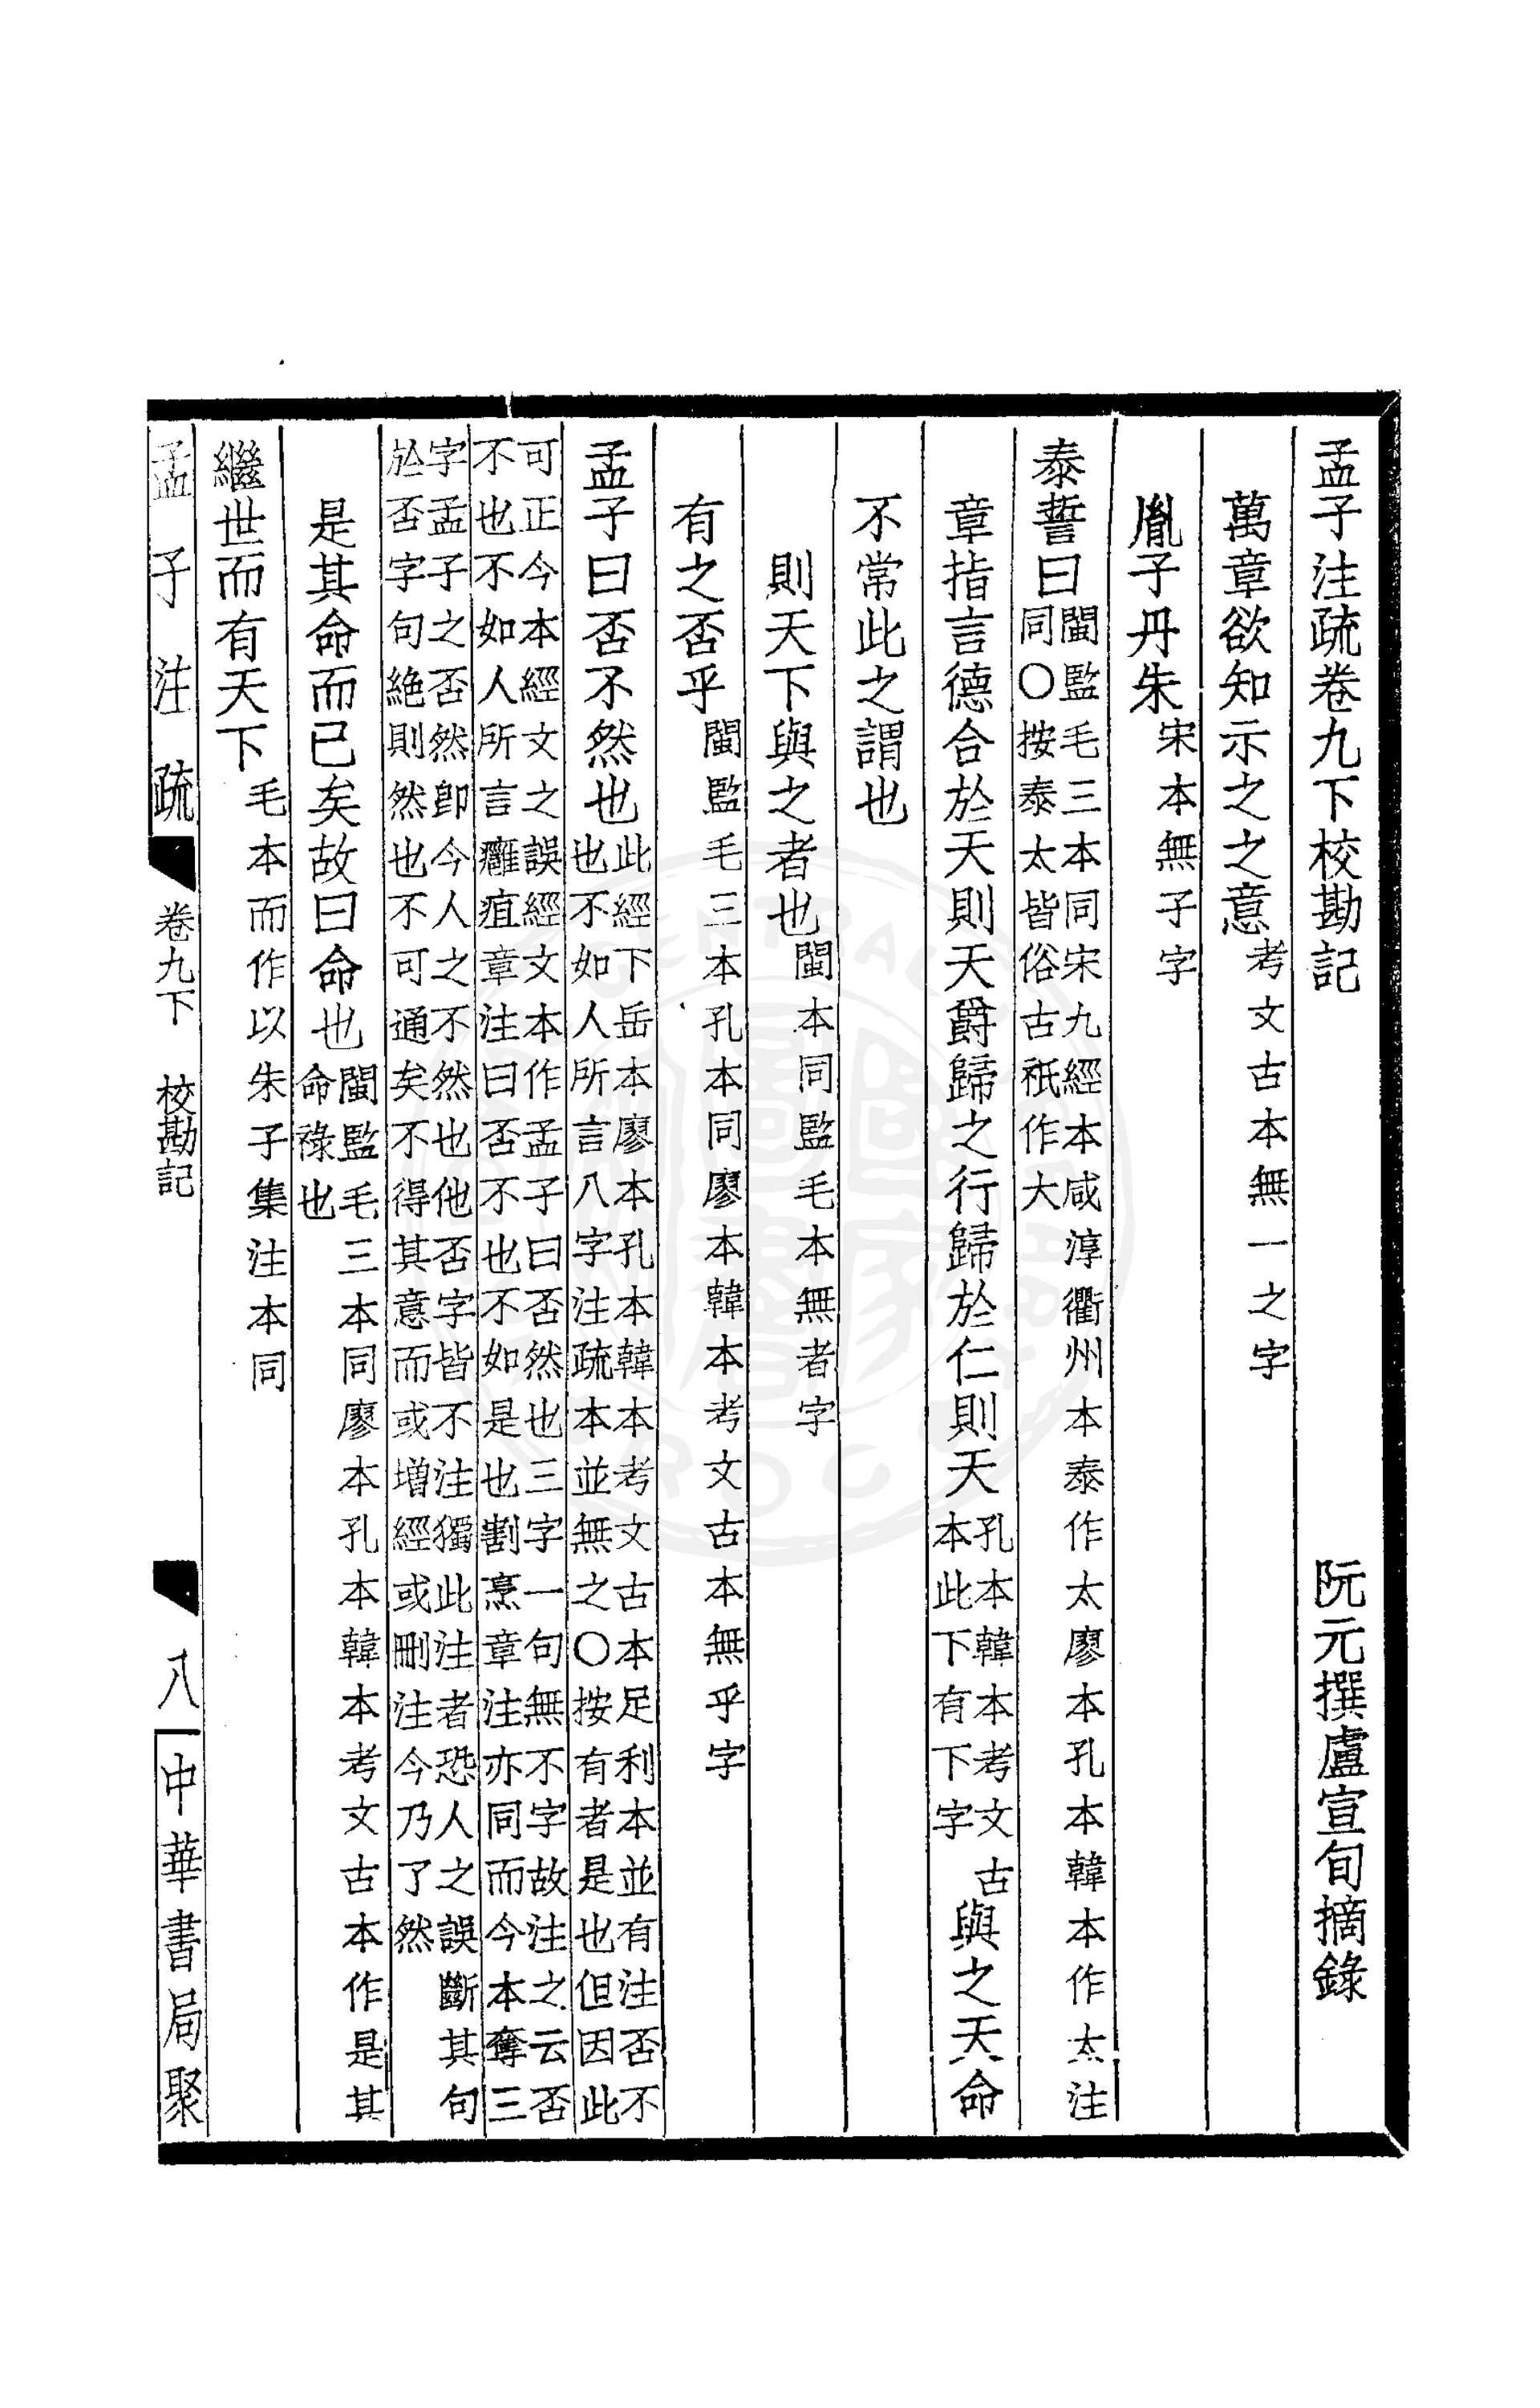 孟子注疏卷九下校勘記
阮元撰盧宣旬摘錄
萬章欲知示之之意考文古本無一之字
胤子丹朱宋本無子字
泰誓曰閩監毛三本同宋九經本咸淳衢州本泰作太廖本孔本韓本作太注
同〇按泰太皆俗古祇作大
章指言德合於天則天爵歸之行歸於仁則天孔本韓本考文古
本此下有下字與之天命
不常此之謂也
則天下與之者也閩本同監毛本無者字
有之否乎閩監毛三本孔本同廖本韓本考文古本無乎字
孟子曰否不然也此經下岳本廖本孔本韓本考文古本足利本並有注否不
也不如人所言八字注疏本並無之〇按有者是也但因此
可正今本經文之誤經文本作孟子曰否然也三字一句無不字故注之云否
不也不如人所言癰疽章注曰否不也不如是也割烹章注亦同而今本奪三
字孟子之否然卽今人之不然也他否字皆不注獨此注者恐人之誤斷其句
於否字句絶則然也不可通矣不得其意而或增經或刪注今乃了然
是其命而已矣故曰命也閩監毛三本同廖本孔本韓本考文古本作是其
命祿也
繼世而有天下毛本而作以朱子集注本同
孟子注疏 卷九下 校勘記 八 中華書局聚